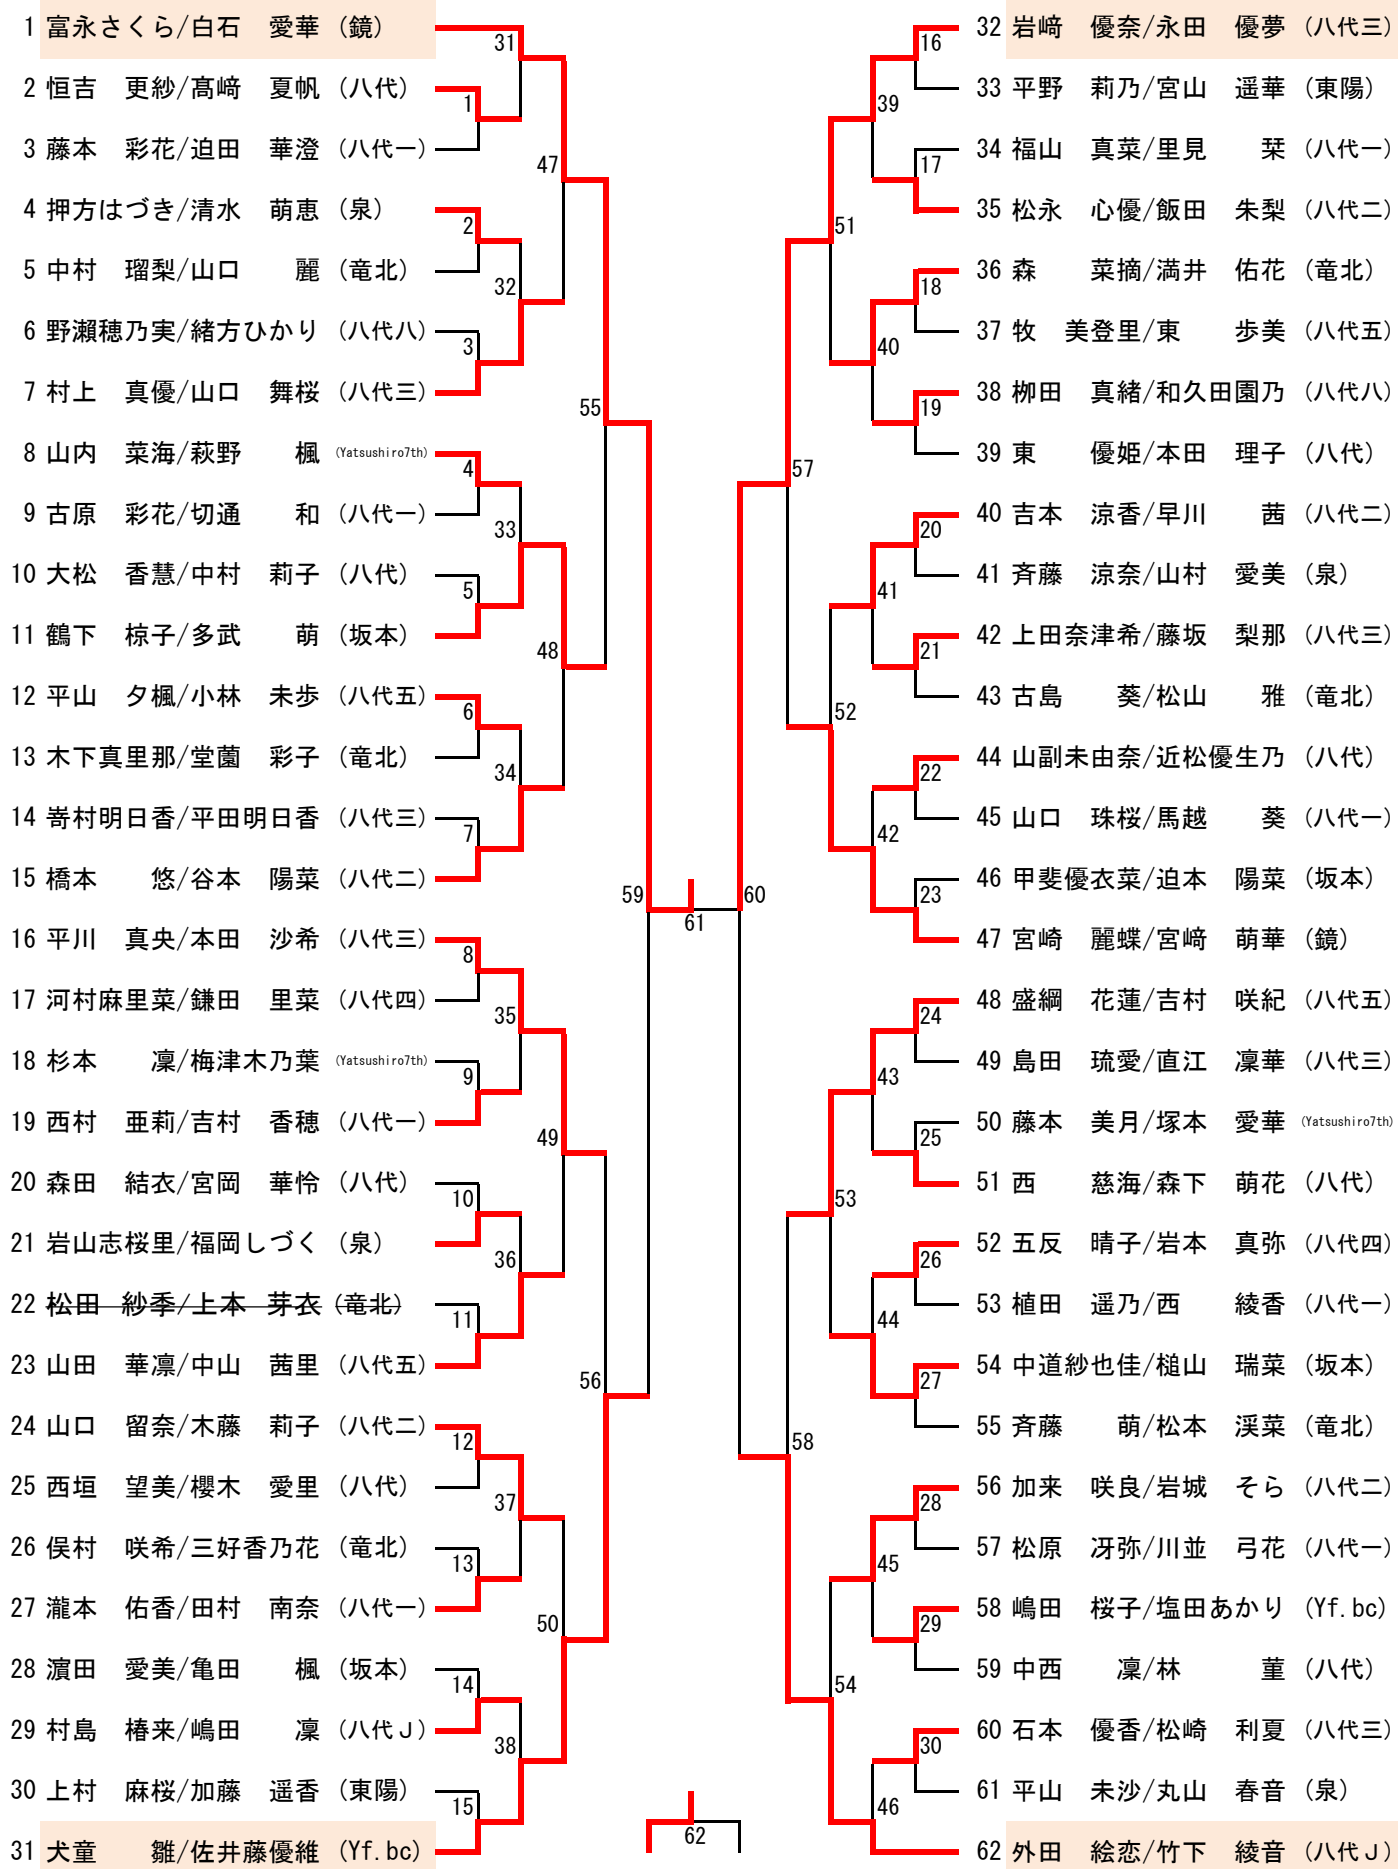 1 富永さくら/白石　愛華 (鏡)
2 恒吉　更紗/髙﨑　夏帆 (八代)
3 藤本　彩花/迫田　華澄 (八代一)
4 押方はづき/清水　萌恵 (泉)
5 中村　瑠梨/山口　　麗 (竜北)
6 野瀨穂乃実/緒方ひかり (八代八)
7 村上　真優/山口　舞桜 (八代三)
8 山内　菜海/萩野　　楓 (Yatsushiro7th)
9 古原　彩花/切通　　和 (八代一)
10 大松　香慧/中村　莉子 (八代)
11 鶴下　椋子/多武　　萌 (坂本)
12 平山　夕楓/小林　未歩 (八代五)
13 木下真里那/堂薗　彩子 (竜北)
14 嵜村明日香/平田明日香 (八代三)
15 橋本　　悠/谷本　陽菜 (八代二)
16 平川　真央/本田　沙希 (八代三)
17 河村麻里菜/鎌田　里菜 (八代四)
18 杉本　　凜/梅津木乃葉 (Yatsushiro7th)
19 西村　亜莉/吉村　香穂 (八代一)
20 森田　結衣/宮岡　華怜 (八代)
21 岩山志桜里/福岡しづく (泉)
22 松田　紗季/上本　芽衣 (竜北)
23 山田　華凛/中山　茜里 (八代五)
24 山口　留奈/木藤　莉子 (八代二)
25 西垣　望美/櫻木　愛里 (八代)
26 俣村　咲希/三好香乃花 (竜北)
27 瀧本　佑香/田村　南奈 (八代一)
28 濵田　愛美/亀田　　楓 (坂本)
29 村島　椿来/嶋田　　凜 (八代Ｊ)
30 上村　麻桜/加藤　遥香 (東陽)
31 犬童　　雛/佐井藤優維 (Yf.bc)
1
2
3
4
5
6
7
8
9
10
11
12
13
14
15
31
32
33
34
35
36
37
38
47
48
49
50
55
56
59
61
62
60
57
58
51
52
53
54
39
40
41
42
43
44
45
46
16
17
18
19
20
21
22
23
24
25
26
27
28
29
30
32 岩﨑　優奈/永田　優夢 (八代三)
33 平野　莉乃/宮山　遥華 (東陽)
34 福山　真菜/里見　　栞 (八代一)
35 松永　心優/飯田　朱梨 (八代二)
36 森　　菜摘/満井　佑花 (竜北)
37 牧　美登里/東　　歩美 (八代五)
38 栁田　真緒/和久田園乃 (八代八)
39 東　　優姫/本田　理子 (八代)
40 吉本　涼香/早川　　茜 (八代二)
41 斉藤　涼奈/山村　愛美 (泉)
42 上田奈津希/藤坂　梨那 (八代三)
43 古島　　葵/松山　　雅 (竜北)
44 山副未由奈/近松優生乃 (八代)
45 山口　珠桜/馬越　　葵 (八代一)
46 甲斐優衣菜/迫本　陽菜 (坂本)
47 宮崎　麗蝶/宮﨑　萌華 (鏡)
48 盛綱　花蓮/吉村　咲紀 (八代五)
49 島田　琉愛/直江　凜華 (八代三)
50 藤本　美月/塚本　愛華 (Yatsushiro7th)
51 西　　慈海/森下　萌花 (八代)
52 五反　晴子/岩本　真弥 (八代四)
53 植田　遥乃/西　　綾香 (八代一)
54 中道紗也佳/槌山　瑞菜 (坂本)
55 斉藤　　萌/松本　渓菜 (竜北)
56 加来　咲良/岩城　そら (八代二)
57 松原　冴弥/川並　弓花 (八代一)
58 嶋田　桜子/塩田あかり (Yf.bc)
59 中西　　凜/林　　　菫 (八代)
60 石本　優香/松崎　利夏 (八代三)
61 平山　未沙/丸山　春音 (泉)
62 外田　絵恋/竹下　綾音 (八代Ｊ)